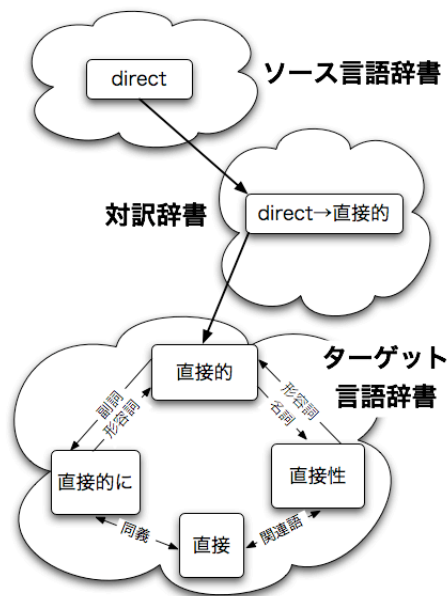 direct
ソース言語辞書
対訳辞書
direct→直接的
ターゲット
言語辞書
直接的
副詞
形容詞
形容詞
名詞
直接的に
直接性
同義
直接
関連語